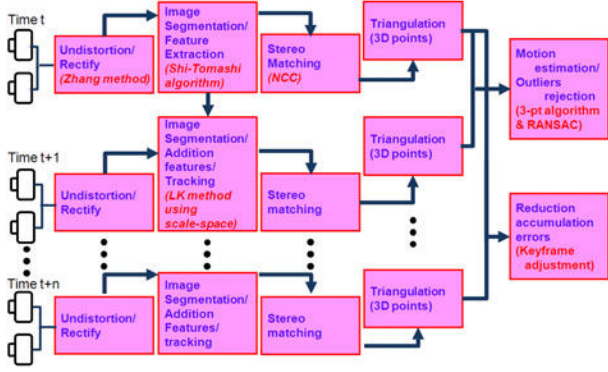 Time t
Undistortion/
Rectify
(Zhang method)
Image
Segmentation/
Feature
Extraction
(Shi-Tomashi
algorithm)
Stereo
Matching
(NCC)
Triangulation
(3D points)
Motion
estimation/
Outliers
rejection
(3-pt algorithm
& RANSAC)
Time t+1
Undistortion/
Rectify
Image
Segmentation/
Addition
features/
Tracking
(LK method
using
scale-space)
Stereo
matching
Triangulation
(3D points)
Reduction
accumulation
errors
(Keyframe
adjustment)
Time t+n
Undistortion/
Rectify
Image
Segmentation/
Addition
Features/
tracking
Stereo
matching
Triangulation
(3D points)